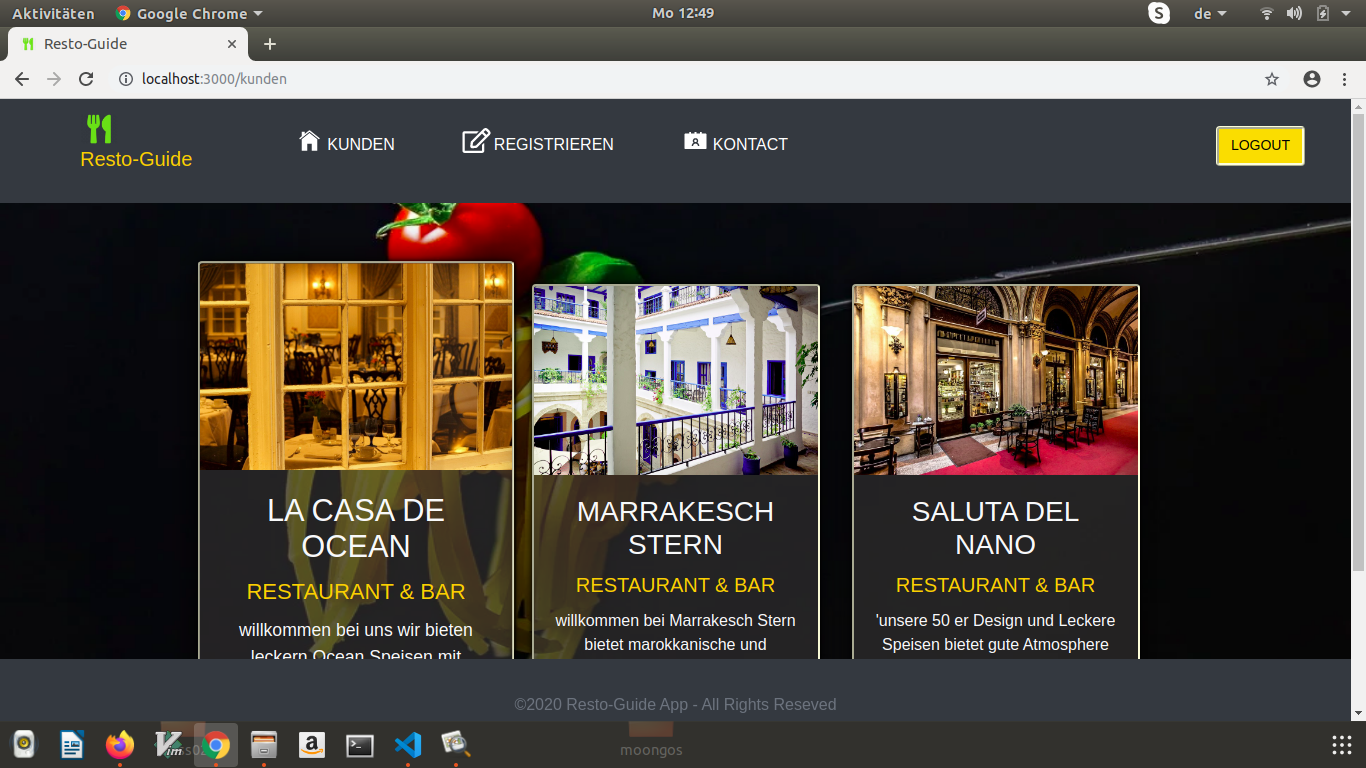 Aktivitäten Google Chrome Mo 12:49 S de
Resto-Guide
localhost:3000/kunden
Resto-Guide KUNDEN REGISTRIEREN KONTACT LOGOUT
LA CASA DE
OCEAN
RESTAURANT & BAR
willkommen bei uns wir bieten
leckern Ocean Speisen mit
MARRAKESCH
STERN
RESTAURANT & BAR
willkommen bei Marrakesch Stern
bietet marokkanische und
SALUTA DEL
NANO
RESTAURANT & BAR
'unsere 50 er Design und Leckere
Speisen bietet gute Atmosphere
©2020 Resto-Guide App - All Rights Reseved
Vim
moongos